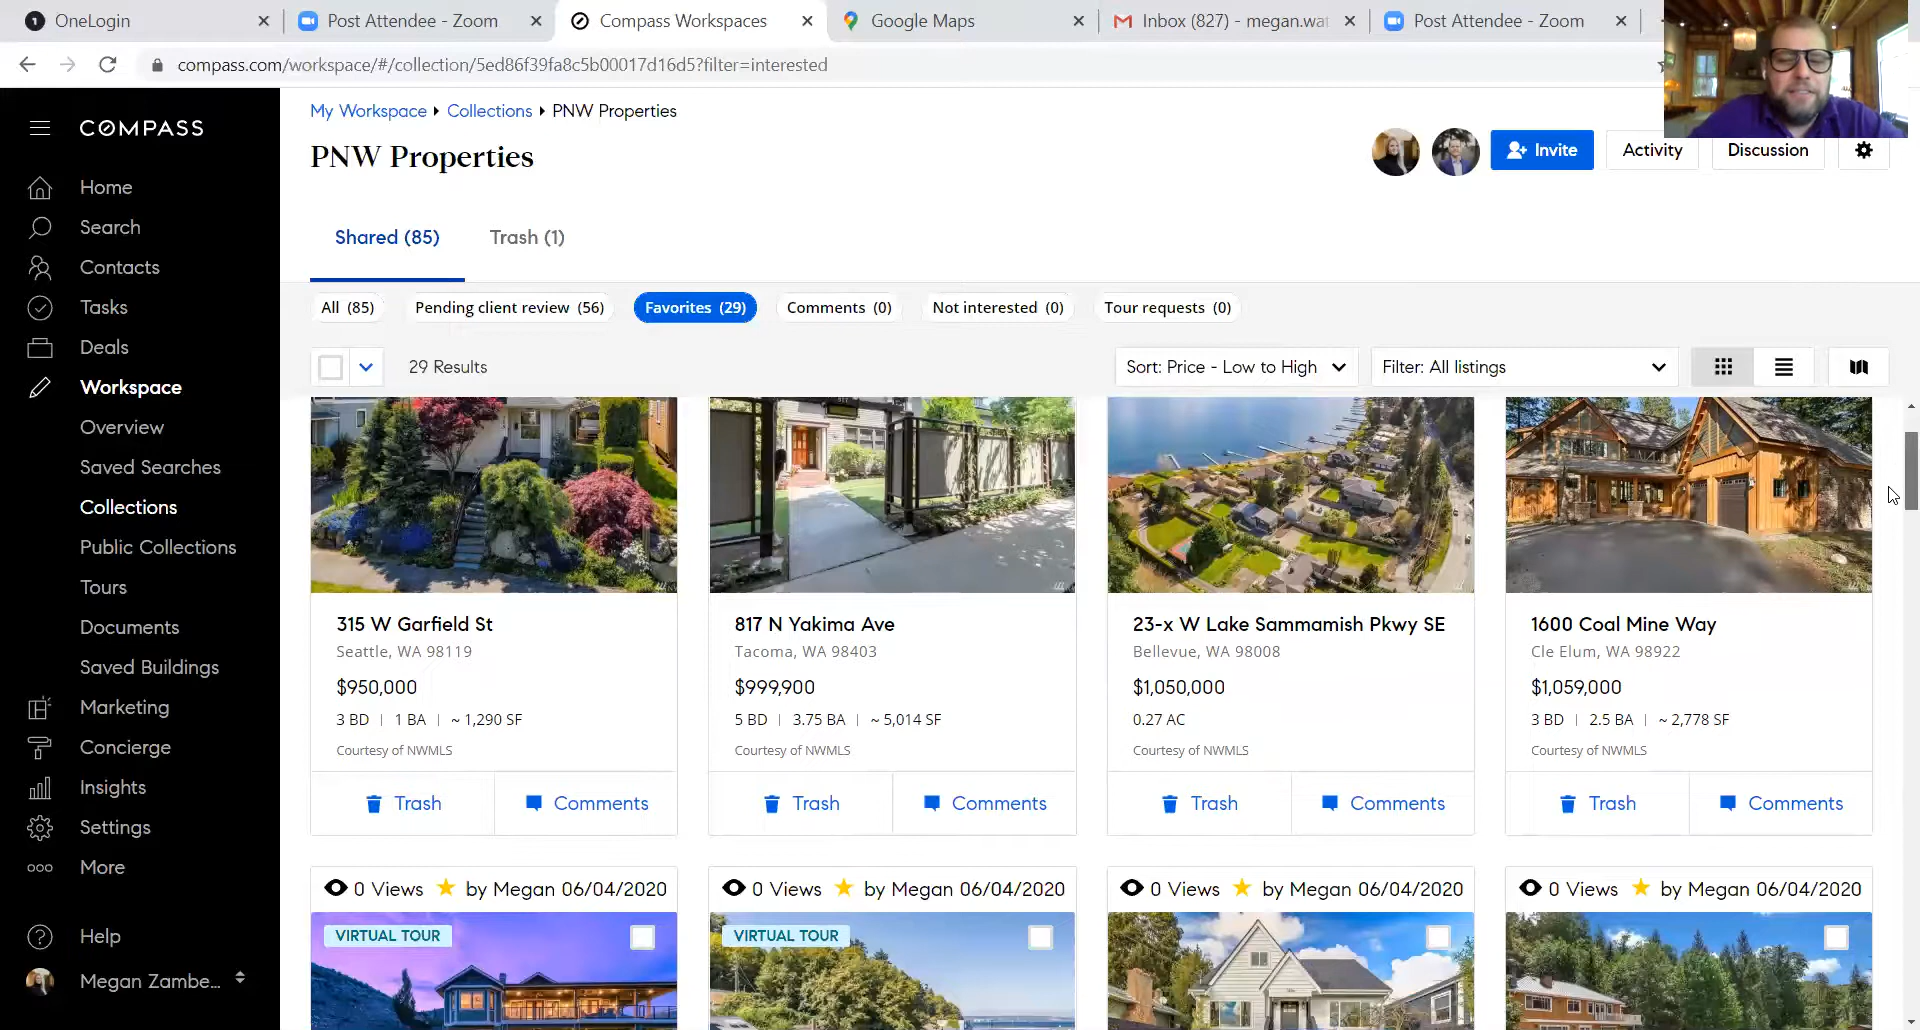 OneLogin
Post Attendee - Zoom
Compass Workspaces
Google Maps
Inbox (827) - megan.wat
Post Attendee - Zoom
compass.com/workspace/#/collection/5ed86f39fa8c5b00017d16d5?filter=interested
COMPASS
Home
Search
Contacts
Tasks
Deals
Workspace
Overview
Saved Searches
Collections
Public Collections
Tours
Documents
Saved Buildings
Marketing
Concierge
Insights
Settings
More
Help
Megan Zambe...
My Workspace Collections PNW Properties
PNW Properties
Invite
Activity
Discussion
Shared (85)
Trash (1)
All (85)
Pending client review (56)
Favorites (29)
Comments (0)
Not interested (0)
Tour requests (0)
29 Results
Sort: Price - Low to High
Filter: All listings
315 W Garfield St
Seattle, WA 98119
$950,000
3 BD | 1 BA | ~ 1,290 SF
Courtesy of NWMLS
Trash
Comments
817 N Yakima Ave
Tacoma, WA 98403
$999,900
5 BD | 3.75 BA | ~ 5,014 SF
Courtesy of NWMLS
Trash
Comments
23-x W Lake Sammamish Pkwy SE
Bellevue, WA 98008
$1,050,000
0.27 AC
Courtesy of NWMLS
Trash
Comments
1600 Coal Mine Way
Cle Elum, WA 98922
$1,059,000
3 BD | 2.5 BA | ~ 2,778 SF
Courtesy of NWMLS
Trash
Comments
0 Views by Megan 06/04/2020
VIRTUAL TOUR
0 Views by Megan 06/04/2020
VIRTUAL TOUR
0 Views by Megan 06/04/2020
0 Views by Megan 06/04/2020